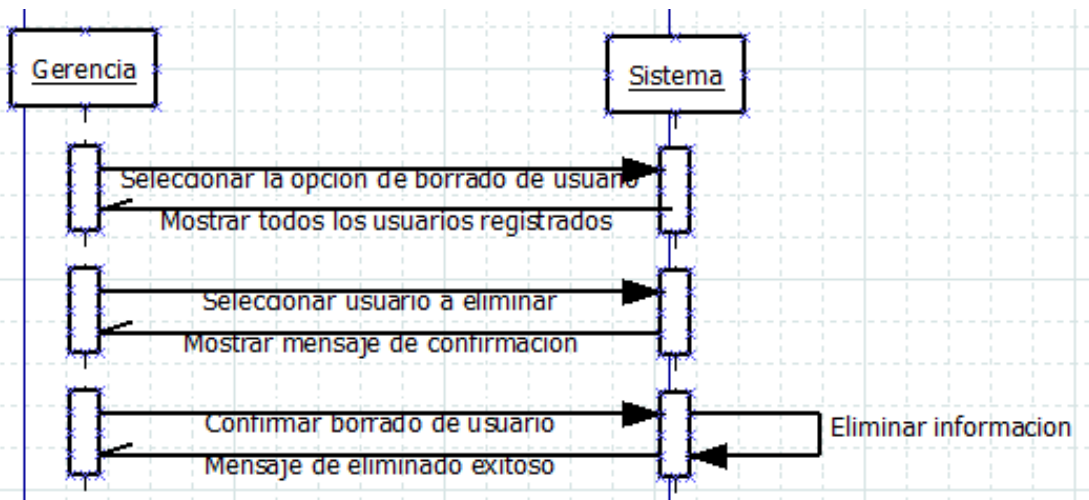 Gerencia
Sistema
Seleccionar la opcion de borrado de usuario
Mostrar todos los usuarios registrados
Seleccionar usuario a eliminar
Mostrar mensaje de confirmacion
Confirmar borrado de usuario
Eliminar informacion
Mensaje de eliminado exitoso